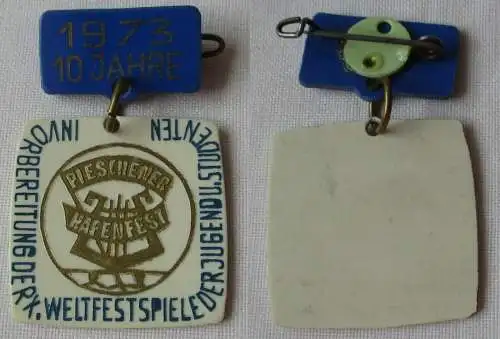 1973
10 JAHRE
IN VORBEREITUNG DER X. WELTFESTSPIELE DER JUGEND U. STUDENTEN
PIESCHENER
HAFENFEST